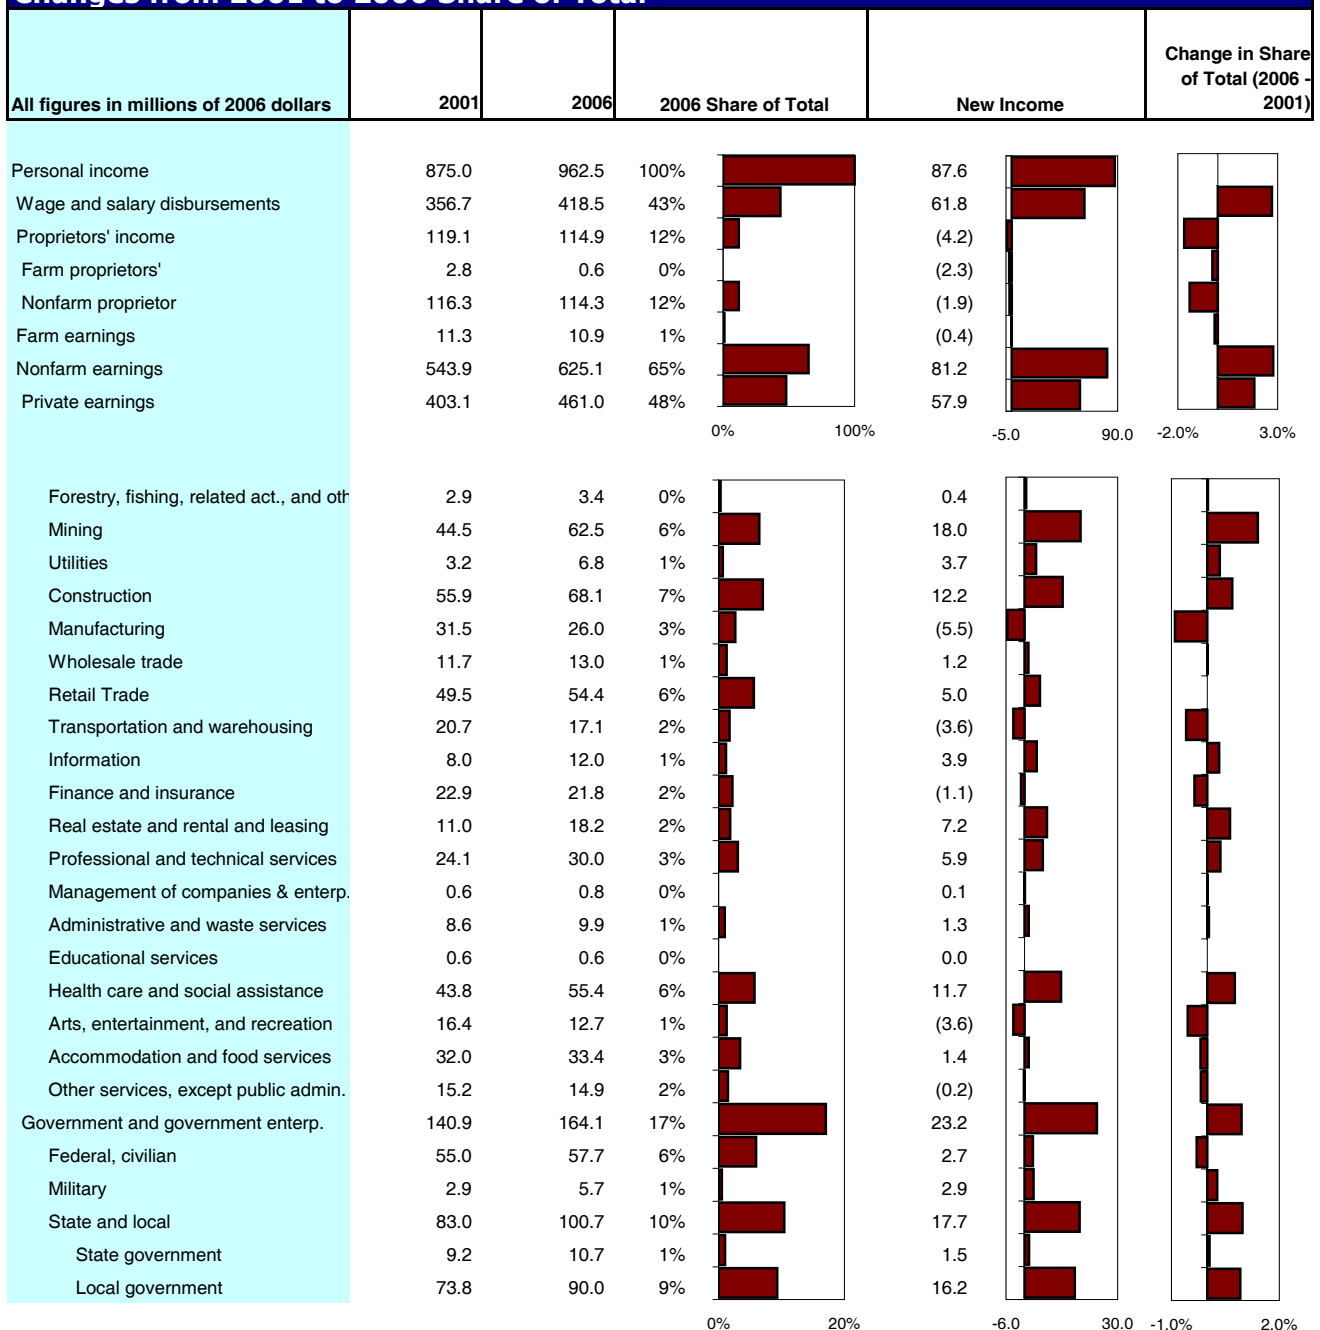 Changes from 2001 to 2006 Share of Total
All figures in millions of 2006 dollars 2001 2006 2006 Share of Total New Income Change in Share of Total (2006 - 2001)
Personal income 875.0 962.5 100% 87.6
Wage and salary disbursements 356.7 418.5 43% 61.8
Proprietors' income 119.1 114.9 12% (4.2)
Farm proprietors' 2.8 0.6 0% (2.3)
Nonfarm proprietor 116.3 114.3 12% (1.9)
Farm earnings 11.3 10.9 1% (0.4)
Nonfarm earnings 543.9 625.1 65% 81.2
Private earnings 403.1 461.0 48% 57.9
0% 100% -5.0 90.0 -2.0% 3.0%
Forestry, fishing, related act., and oth 2.9 3.4 0% 0.4
Mining 44.5 62.5 6% 18.0
Utilities 3.2 6.8 1% 3.7
Construction 55.9 68.1 7% 12.2
Manufacturing 31.5 26.0 3% (5.5)
Wholesale trade 11.7 13.0 1% 1.2
Retail Trade 49.5 54.4 6% 5.0
Transportation and warehousing 20.7 17.1 2% (3.6)
Information 8.0 12.0 1% 3.9
Finance and insurance 22.9 21.8 2% (1.1)
Real estate and rental and leasing 11.0 18.2 2% 7.2
Professional and technical services 24.1 30.0 3% 5.9
Management of companies & enterp. 0.6 0.8 0% 0.1
Administrative and waste services 8.6 9.9 1% 1.3
Educational services 0.6 0.6 0% 0.0
Health care and social assistance 43.8 55.4 6% 11.7
Arts, entertainment, and recreation 16.4 12.7 1% (3.6)
Accommodation and food services 32.0 33.4 3% 1.4
Other services, except public admin. 15.2 14.9 2% (0.2)
Government and government enterp. 140.9 164.1 17% 23.2
Federal, civilian 55.0 57.7 6% 2.7
Military 2.9 5.7 1% 2.9
State and local 83.0 100.7 10% 17.7
State government 9.2 10.7 1% 1.5
Local government 73.8 90.0 9% 16.2
0% 20% -6.0 30.0 -1.0% 2.0%